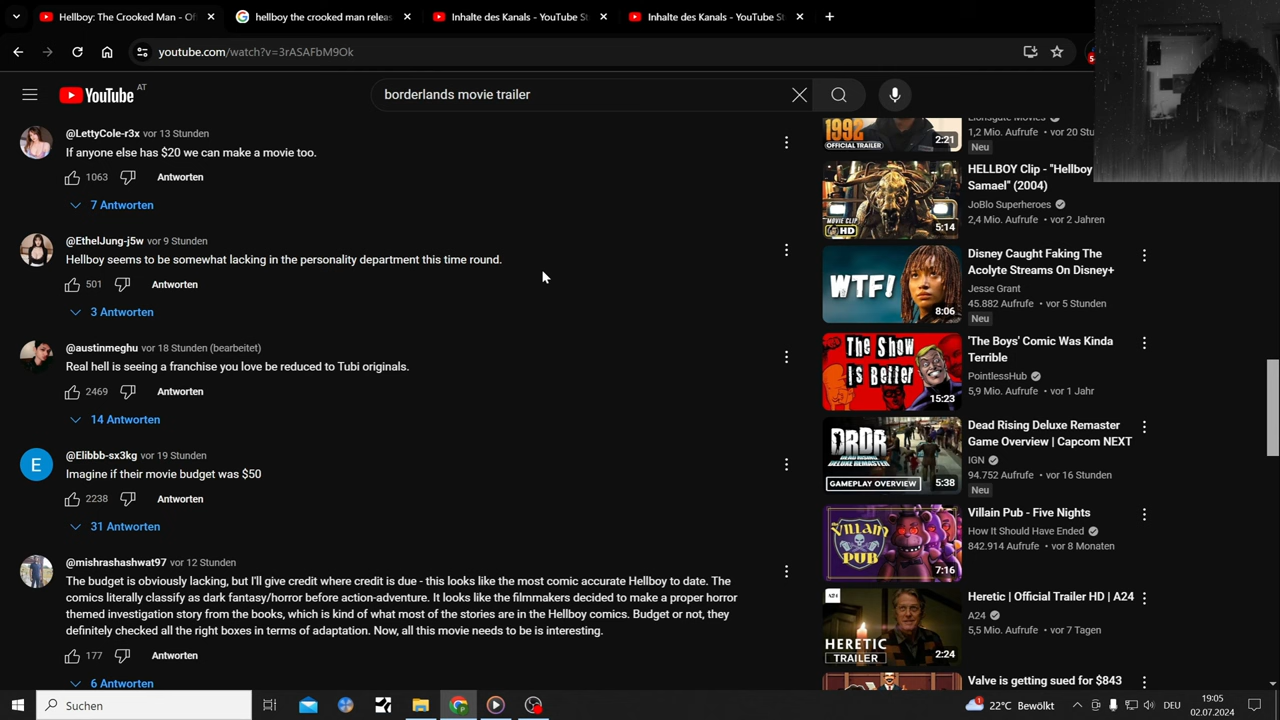 Hellboy: The Crooked Man - Of
hellboy the crooked man releas
Inhalte des Kanals - YouTube St
Inhalte des Kanals - YouTube St
youtube.com/watch?v=3rASAFbM9Ok
YouTube AT
borderlands movie trailer
@LettyCole-r3x vor 13 Stunden
If anyone else has $20 we can make a movie too.
1063 Antworten
7 Antworten
@EthelJung-j5w vor 9 Stunden
Hellboy seems to be somewhat lacking in the personality department this time round.
501 Antworten
3 Antworten
@austinmeghu vor 18 Stunden (bearbeitet)
Real hell is seeing a franchise you love be reduced to Tubi originals.
2469 Antworten
14 Antworten
E
@Elibbb-sx3kg vor 19 Stunden
Imagine if their movie budget was $50
2238 Antworten
31 Antworten
@mishrashashwat97 vor 12 Stunden
The budget is obviously lacking, but I'll give credit where credit is due - this looks like the most comic accurate Hellboy to date. The
comics literally classify as dark fantasy/horror before action-adventure. It looks like the filmmakers decided to make a proper horror
themed investigation story from the books, which is kind of what most of the stories are in the Hellboy comics. Budget or not, they
definitely checked all the right boxes in terms of adaptation. Now, all this movie needs to be is interesting.
177 Antworten
6 Antworten
1992
OFFICIAL TRAILER
2:21
Lionsgate Movies
1,2 Mio. Aufrufe • vor 20 Stu
Neu
HD
5:14
HELLBOY Clip - "Hellboy
Samael" (2004)
JoBlo Superheroes
2,4 Mio. Aufrufe • vor 2 Jahren
WTF!
8:06
Disney Caught Faking The
Acolyte Streams On Disney+
Jesse Grant
45.882 Aufrufe • vor 5 Stunden
Neu
The Show
Is Better
15:23
'The Boys' Comic Was Kinda
Terrible
PointlessHub
5,9 Mio. Aufrufe • vor 1 Jahr
DRDR
GAMEPLAY OVERVIEW
5:38
Dead Rising Deluxe Remaster
Game Overview | Capcom NEXT
IGN
94.752 Aufrufe • vor 16 Stunden
Neu
VILLAIN
PUB
7:16
Villain Pub - Five Nights
How It Should Have Ended
842.914 Aufrufe • vor 8 Monaten
A24
HERETIC
TRAILER
2:24
Heretic | Official Trailer HD | A24
A24
5,5 Mio. Aufrufe • vor 7 Tagen
Valve is getting sued for $843
Suchen
22°C Bewölkt
DEU
19:05
02.07.2024